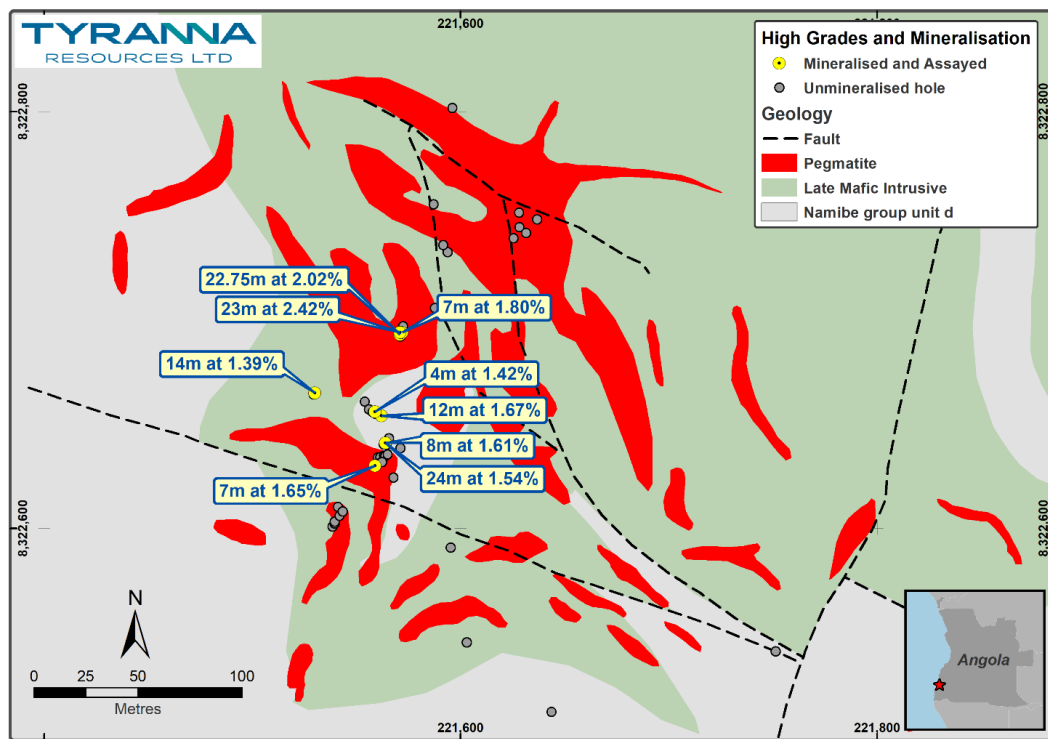 TYRANNA
RESOURCES LTD
221,600
221,800
8,322,800
8,322,800
High Grades and Mineralisation
Mineralised and Assayed
Unmineralised hole
Geology
Fault
Pegmatite
Late Mafic Intrusive
Namibe group unit d
22.75m at 2.02%
23m at 2.42%
7m at 1.80%
14m at 1.39%
4m at 1.42%
12m at 1.67%
8m at 1.61%
24m at 1.54%
7m at 1.65%
8,322,600
8,322,600
N
0 50 100
Metres
Angola
221,600
221,800